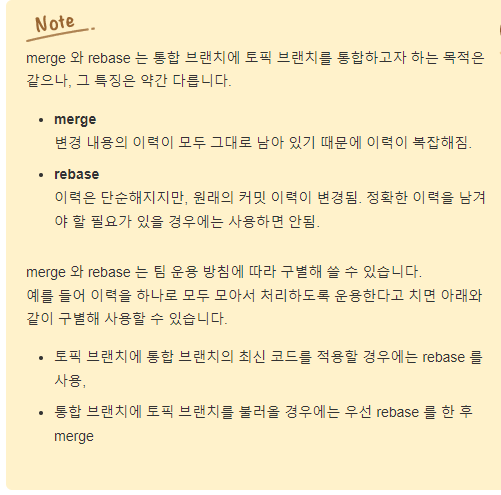 Note
merge 와 rebase 는 통합 브랜치에 토픽 브랜치를 통합하고자 하는 목적은
같으나, 그 특징은 약간 다릅니다.
• merge
변경 내용의 이력이 모두 그대로 남아 있기 때문에 이력이 복잡해짐.
• rebase
이력은 단순해지지만, 원래의 커밋 이력이 변경됨. 정확한 이력을 남겨
야 할 필요가 있을 경우에는 사용하면 안됨.
merge 와 rebase 는 팀 운용 방침에 따라 구별해 쓸 수 있습니다.
예를 들어 이력을 하나로 모두 모아서 처리하도록 운용한다고 치면 아래와
같이 구별해 사용할 수 있습니다.
• 토픽 브랜치에 통합 브랜치의 최신 코드를 적용할 경우에는 rebase 를
사용,
• 통합 브랜치에 토픽 브랜치를 불러올 경우에는 우선 rebase 를 한 후
merge